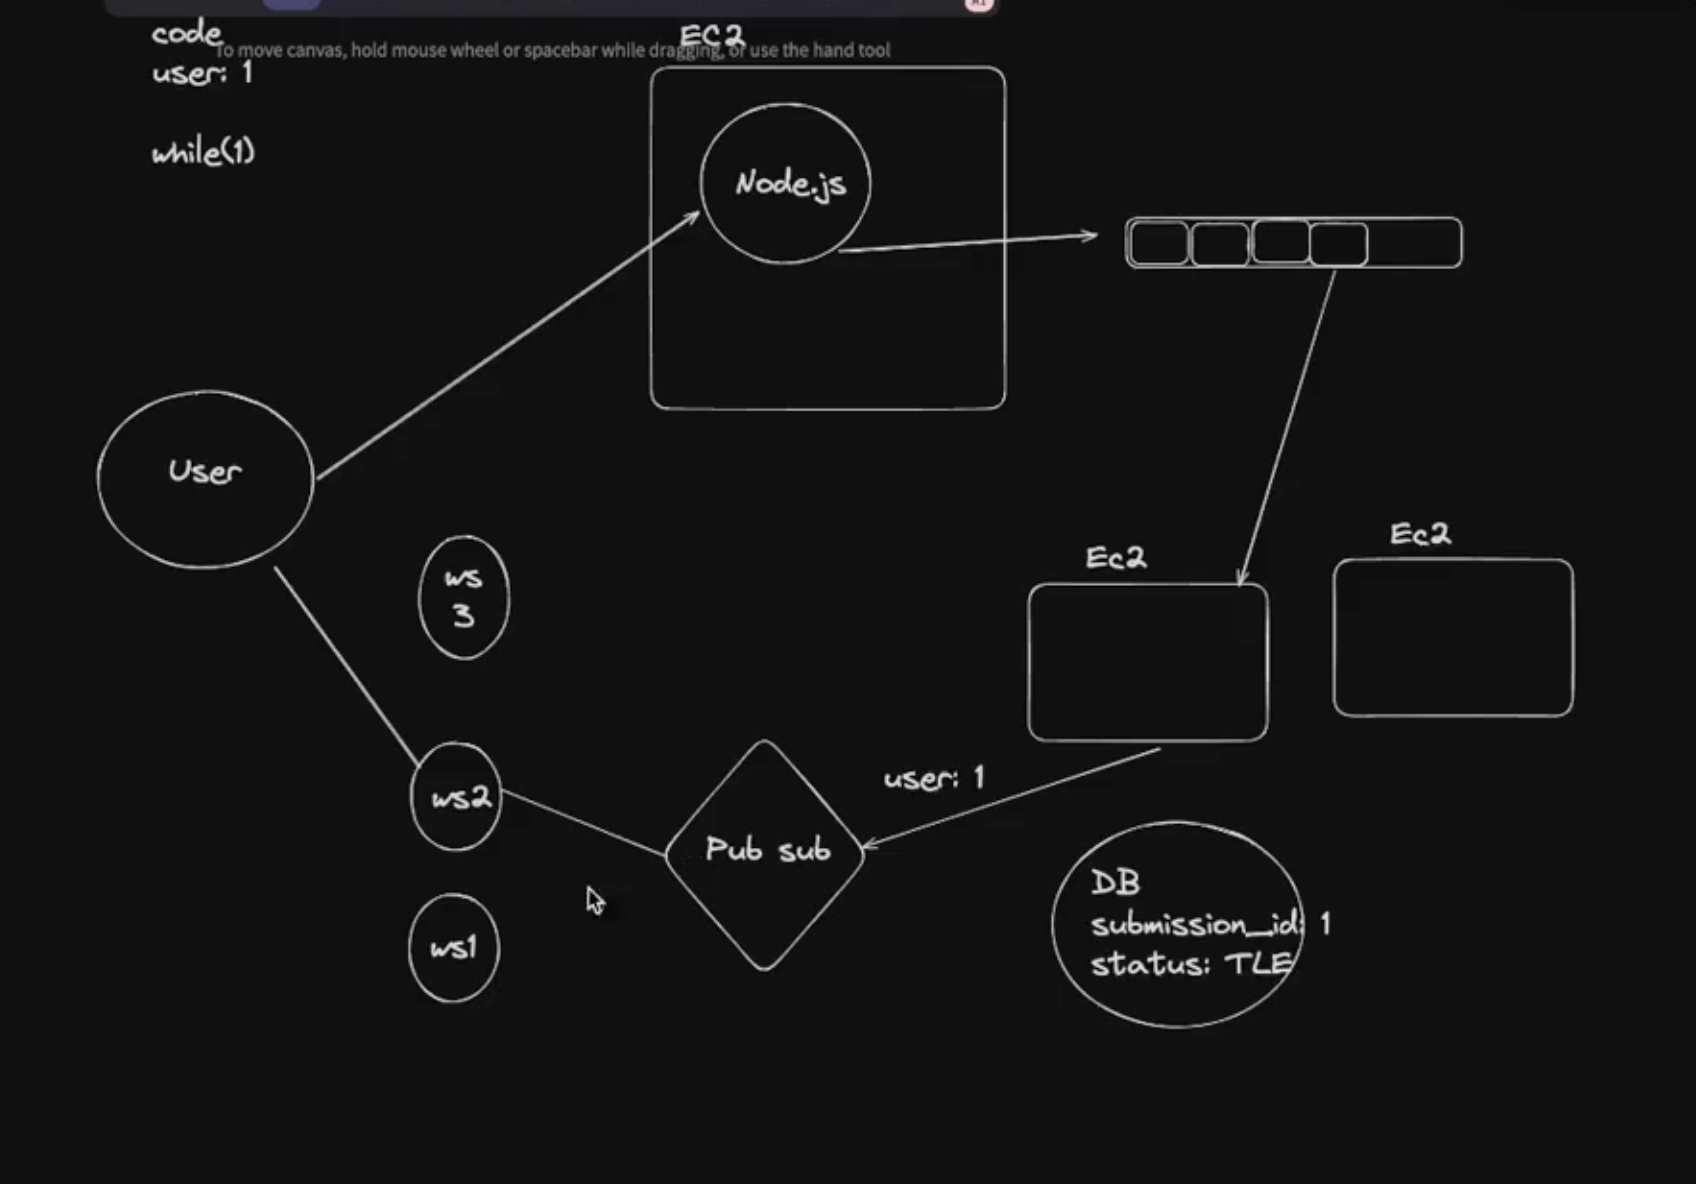 code
EC2
To move canvas, hold mouse wheel or spacebar while dragging, or use the hand tool
user: 1
while(1)
Node.js
User
Ec2
Ec2
ws
3
user: 1
ws2
Pub sub
DB
submission_id: 1
status: TLE
ws1